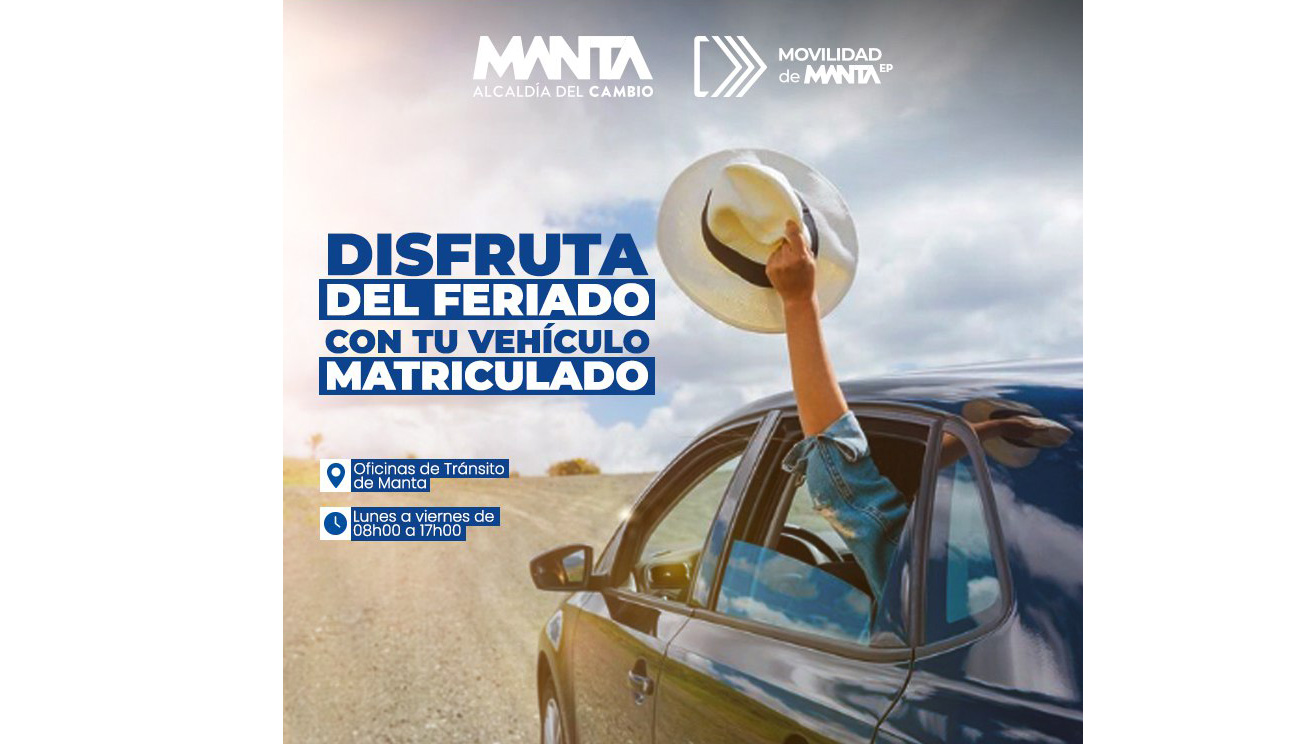 MANTA
ALCALDÍA DEL CAMBIO
MOVILIDAD
de MANTA EP
DISFRUTA
DEL FERIADO
CON TU VEHÍCULO
MATRICULADO
Oficinas de Tránsito
de Manta
Lunes a viernes de
08h00 a 17h00